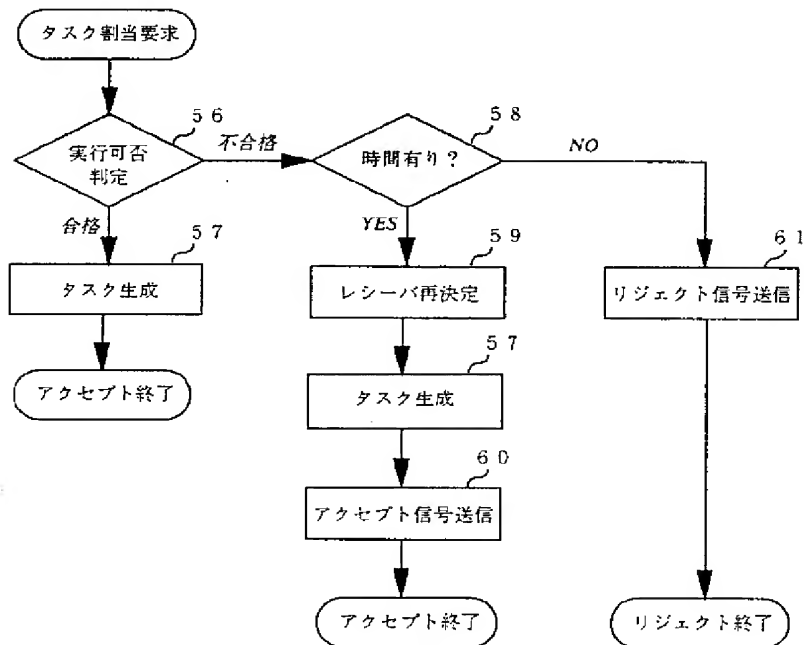 タスク割当要求
５６
実行可否
判定
不合格
合格
５７
タスク生成
アクセプト終了
５８
時間有り？
NO
YES
５９
レシーバ再決定
５７
タスク生成
６０
アクセプト信号送信
アクセプト終了
６１
リジェクト信号送信
リジェクト終了